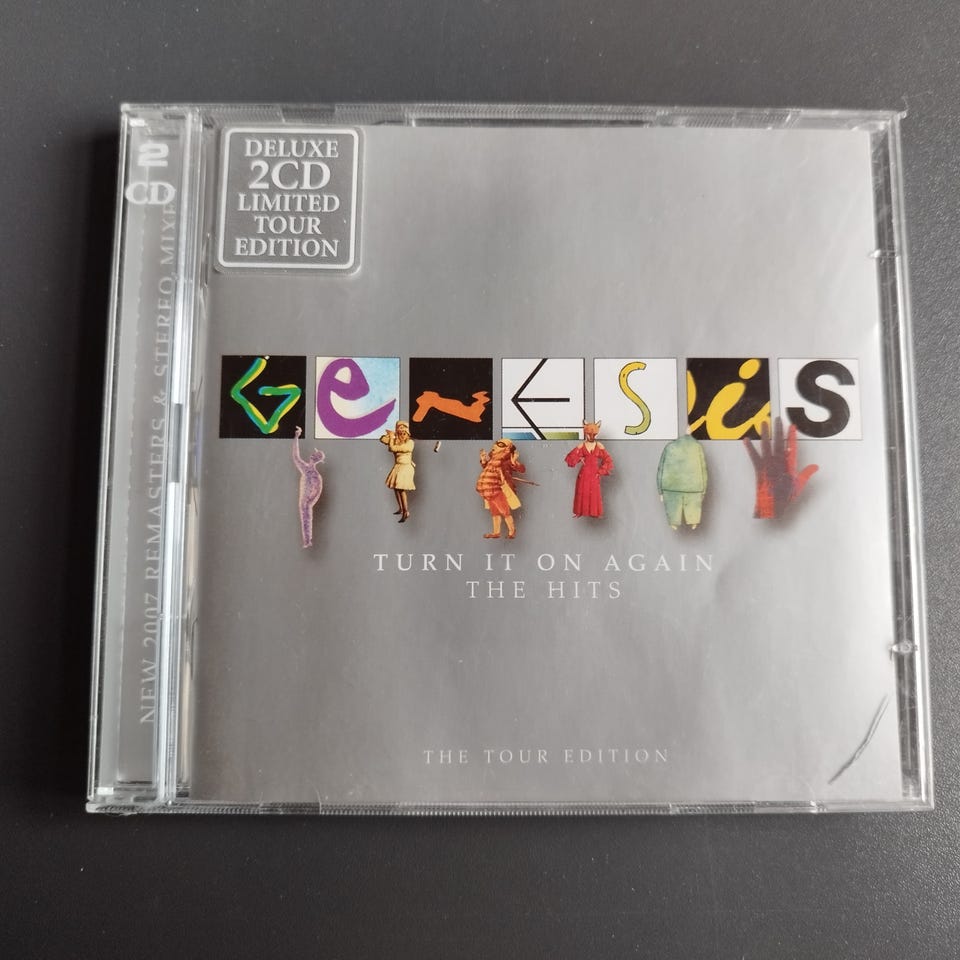 DELUXE
2CD
LIMITED
TOUR
EDITION
2
CD
NEW 2007 REMASTERS & STEREO MIXES
GeNESiS
TURN IT ON AGAIN
THE HITS
THE TOUR EDITION